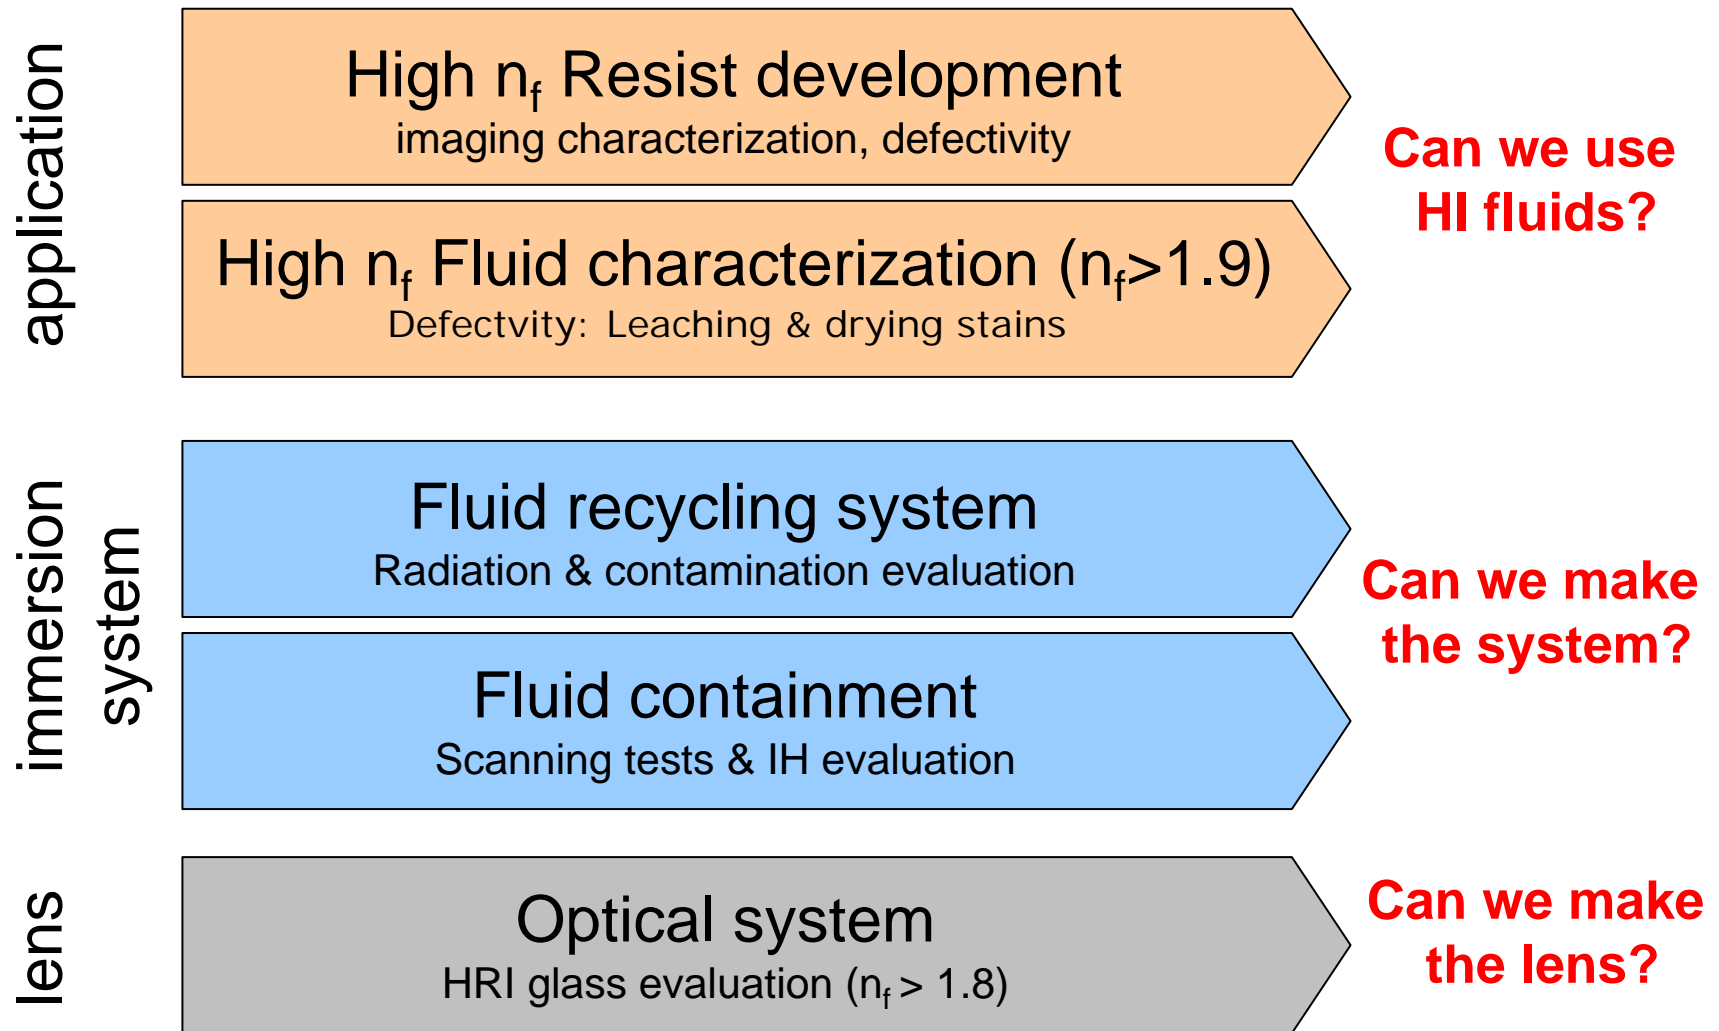 application
High nf Resist development
imaging characterization, defectivity
High nf Fluid characterization (nf>1.9)
Defectvity: Leaching & drying stains
Can we use
HI fluids?
immersion
system
Fluid recycling system
Radiation & contamination evaluation
Fluid containment
Scanning tests & IH evaluation
Can we make
the system?
lens
Optical system
HRI glass evaluation (nf > 1.8)
Can we make
the lens?